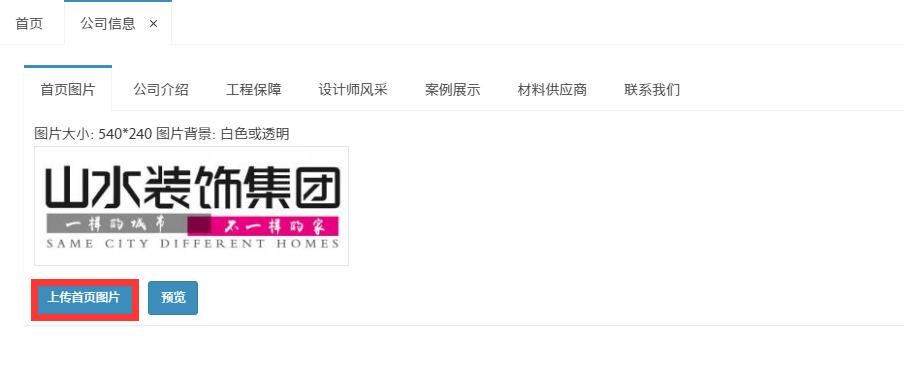 首页 公司信息 ×
首页图片 公司介绍 工程保障 设计师风采 案例展示 材料供应商 联系我们
图片大小: 540*240 图片背景: 白色或透明
山水装饰集团
一样的城市 不一样的家
SAME CITY DIFFERENT HOMES
上传首页图片 预览